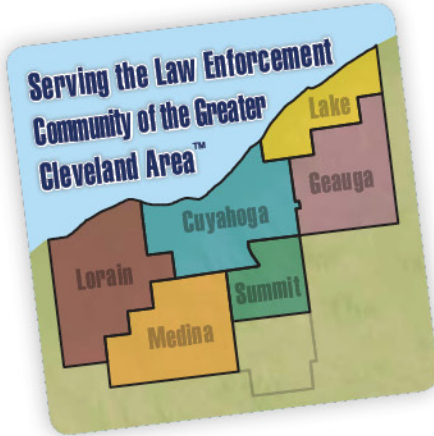 Serving the Law Enforcement
Community of the Greater
Cleveland Area™
Lake
Geauga
Cuyahoga
Lorain
Summit
Medina